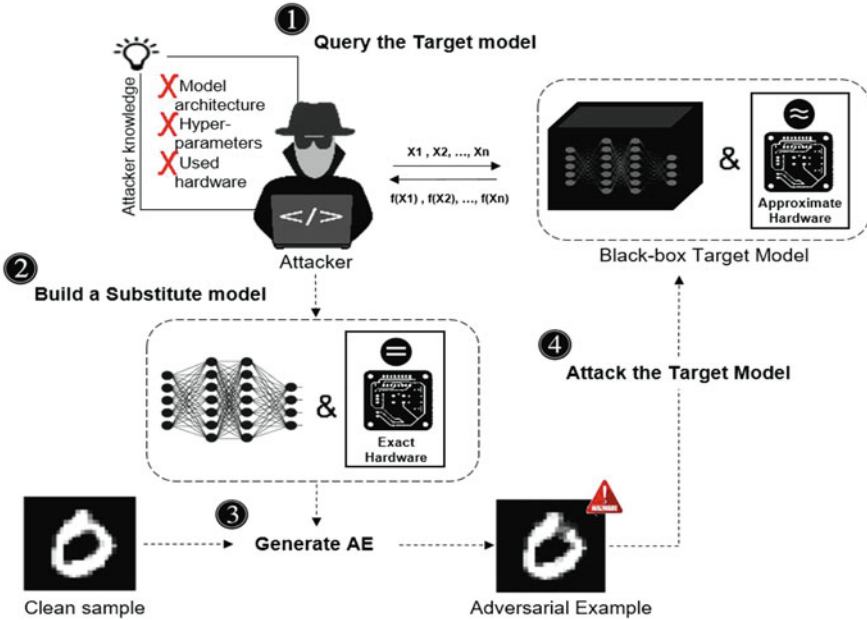 1
Query the Target model
Attacker knowledge
X Model
architecture
X Hyper-
parameters
X Used
hardware
</>
Attacker
X1 , X2, ..., Xn
f(X1) , f(X2), ..., f(Xn)
&
≈
Approximate
Hardware
Black-box Target Model
2
Build a Substitute model
&
=
Exact
Hardware
4
Attack the Target Model
3
Generate AE
MALWARE
Clean sample
Adversarial Example